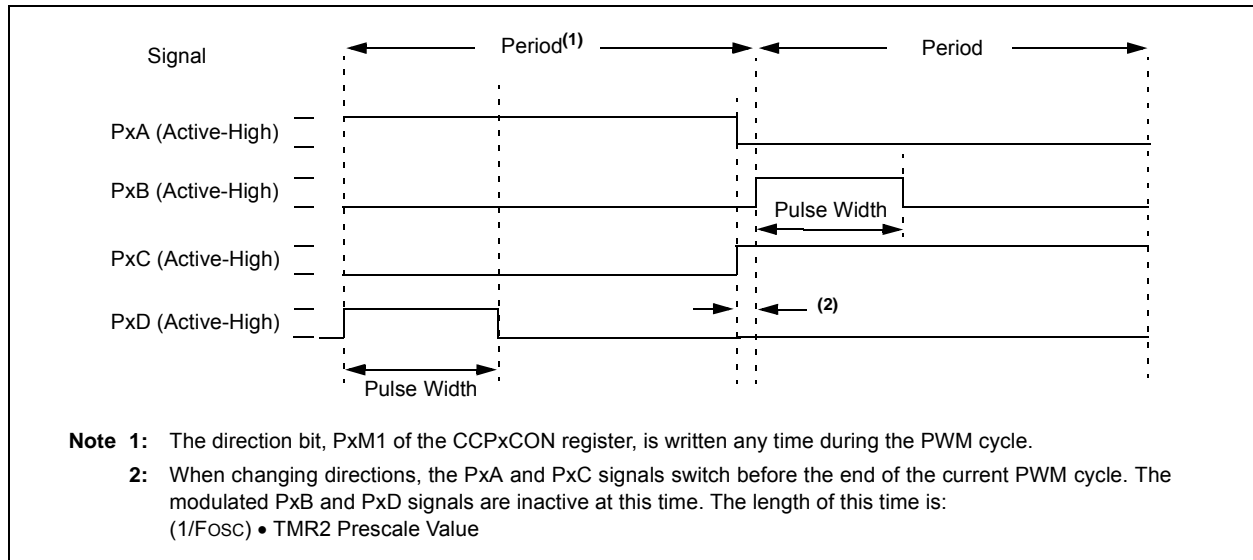 Signal
Period(1)
Period
PxA (Active-High)
PxB (Active-High)
Pulse Width
PxC (Active-High)
(2)
PxD (Active-High)
Pulse Width
Note 1: The direction bit, PxM1 of the CCPxCON register, is written any time during the PWM cycle.
2: When changing directions, the PxA and PxC signals switch before the end of the current PWM cycle. The
modulated PxB and PxD signals are inactive at this time. The length of this time is:
(1/FOSC) • TMR2 Prescale Value